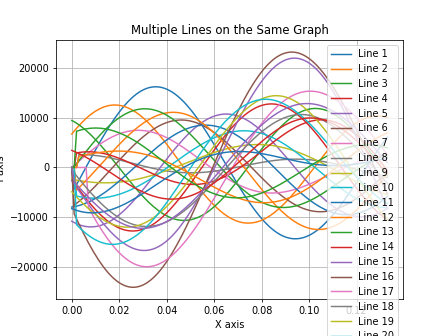 Multiple Lines on the Same Graph
20000
10000
0
−10000
−20000
0.00
0.02
0.04
0.06
0.08
0.10
X axis
Line 1
Line 2
Line 3
Line 4
Line 5
Line 6
Line 7
Line 8
Line 9
Line 10
Line 11
Line 12
Line 13
Line 14
Line 15
Line 16
Line 17
Line 18
Line 19
Line 20